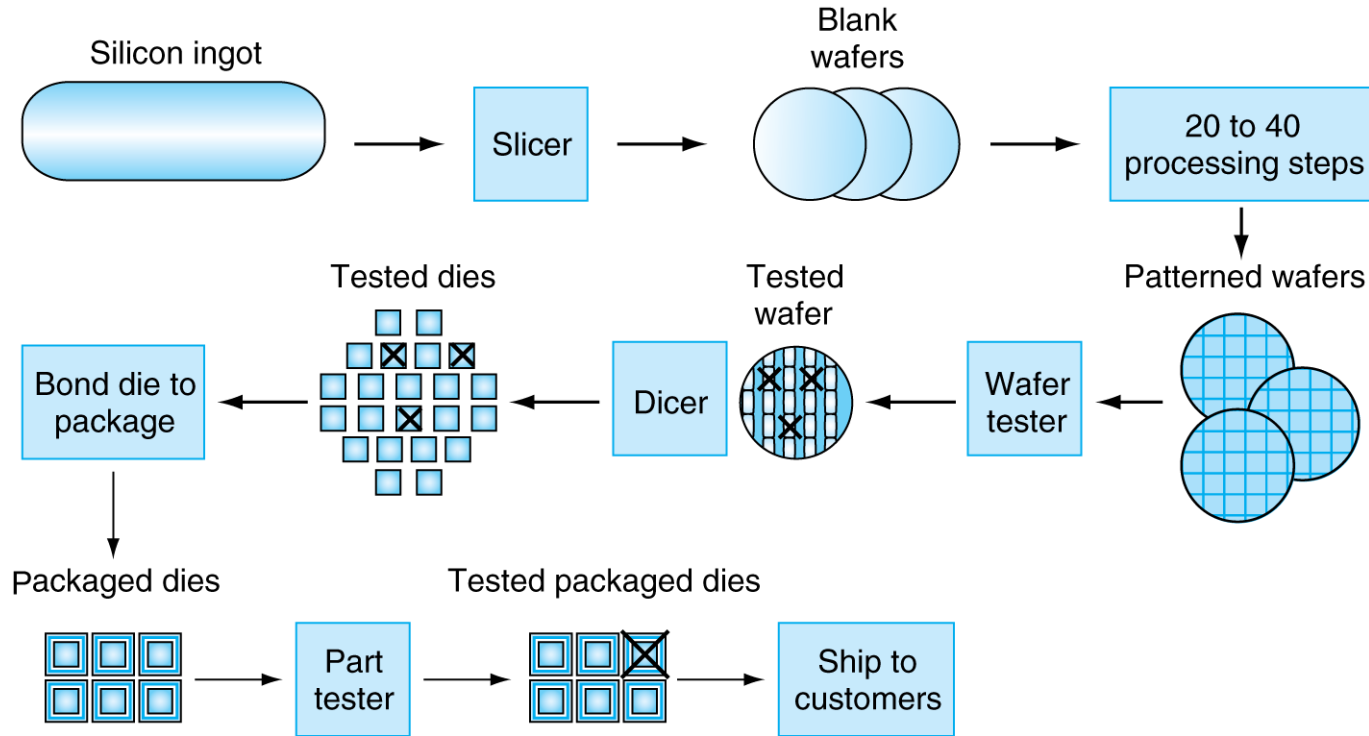 Silicon ingot
Slicer
Blank
wafers
20 to 40
processing steps
Patterned wafers
Wafer
tester
Tested
wafer
Dicer
Tested dies
Bond die to
package
Packaged dies
Part
tester
Tested packaged dies
Ship to
customers